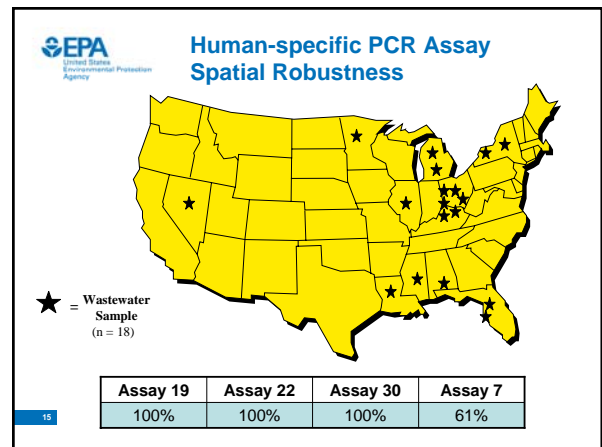 EPA
United States
Environmental Protection
Agency
Human-specific PCR Assay
Spatial Robustness
= Wastewater
Sample
(n = 18)
Assay 19 Assay 22 Assay 30 Assay 7
100% 100% 100% 61%
15